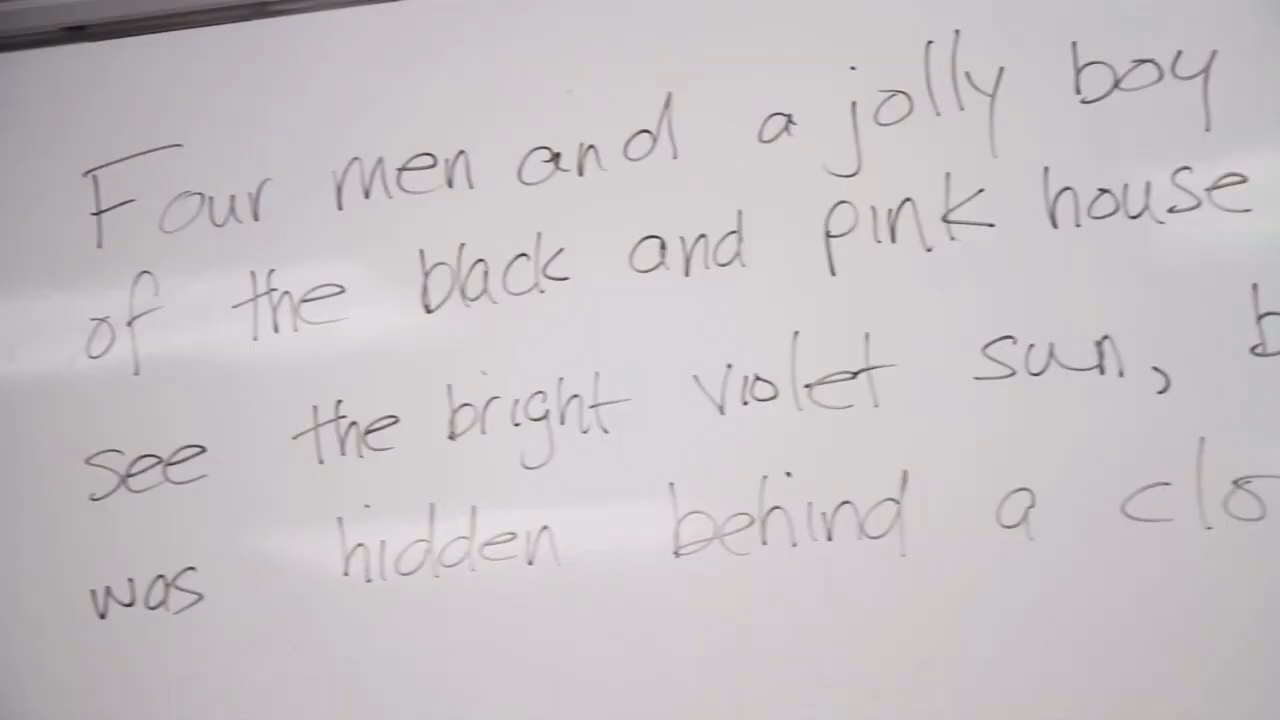 Four men and a jolly boy
of the black and pink house
see the bright violet sun,
was hidden behind a